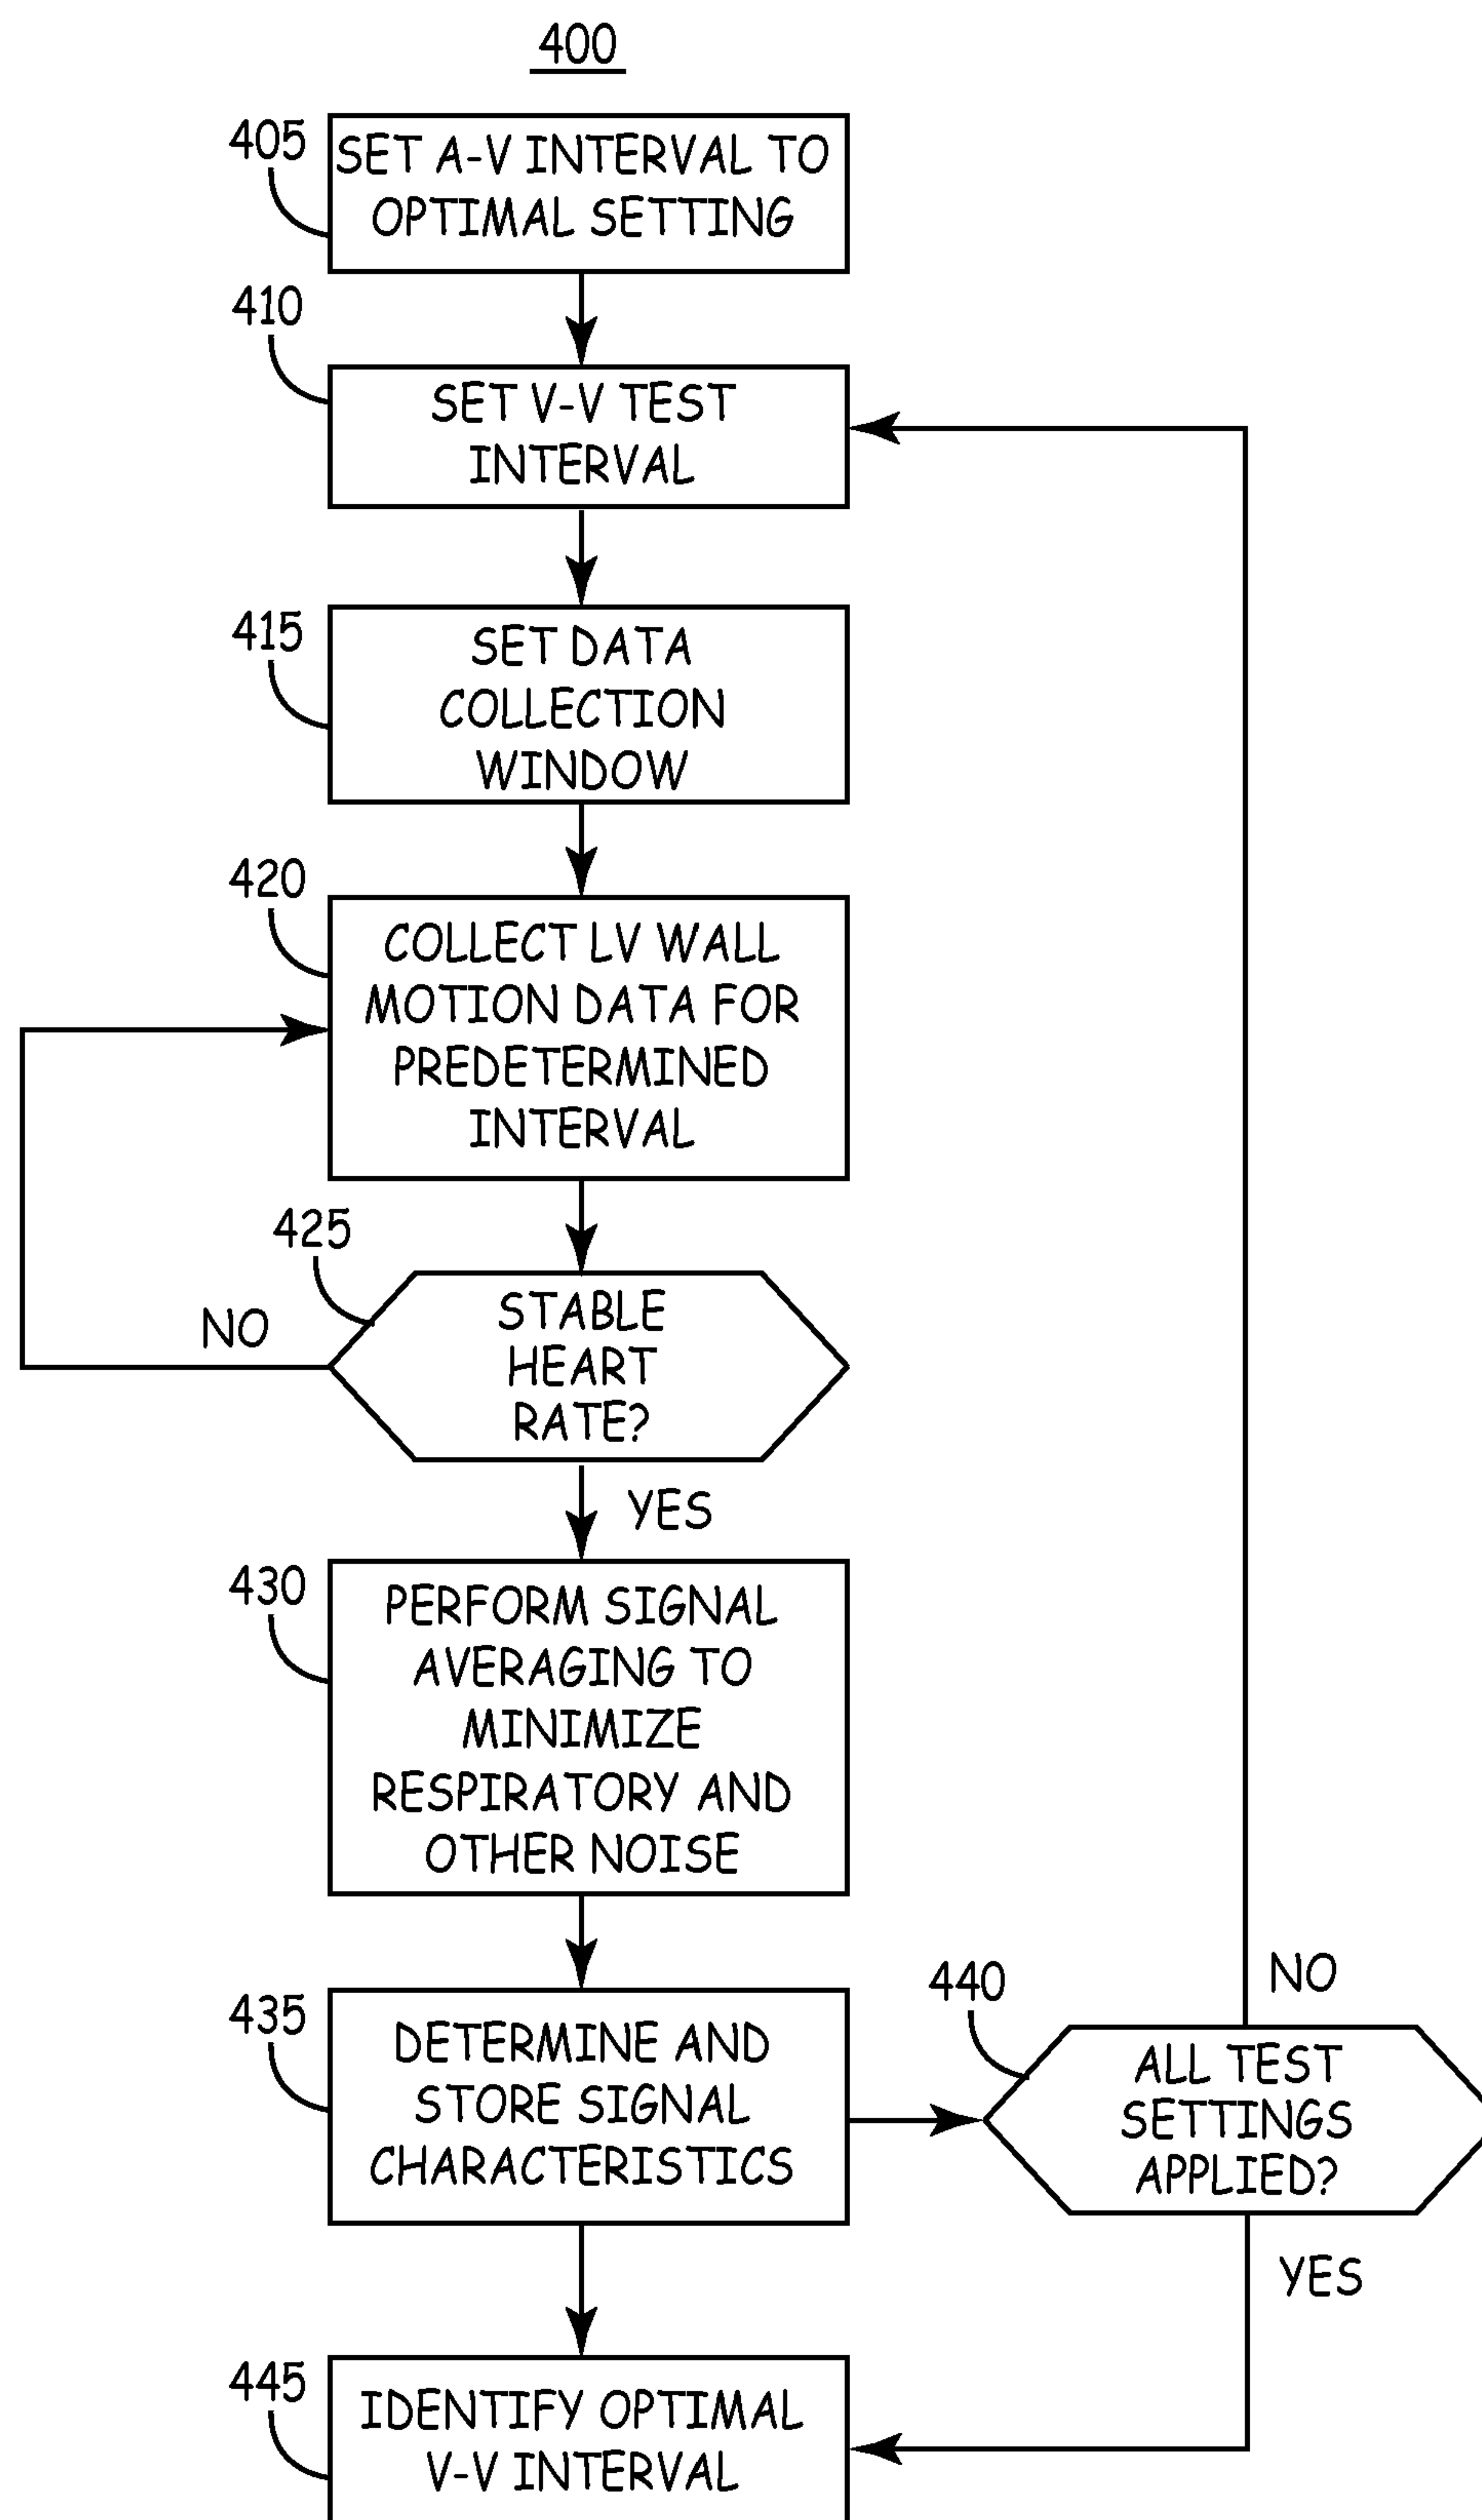 400
405
SET A-V INTERVAL TO
OPTIMAL SETTING
410
SET V-V TEST
INTERVAL
415
SET DATA
COLLECTION
WINDOW
420
COLLECT LV WALL
MOTION DATA FOR
PREDETERMINED
INTERVAL
425
STABLE
HEART
RATE?
NO
YES
430
PERFORM SIGNAL
AVERAGING TO
MINIMIZE
RESPIRATORY AND
OTHER NOISE
435
DETERMINE AND
STORE SIGNAL
CHARACTERISTICS
440
NO
ALL TEST
SETTINGS
APPLIED?
YES
445
IDENTIFY OPTIMAL
V-V INTERVAL